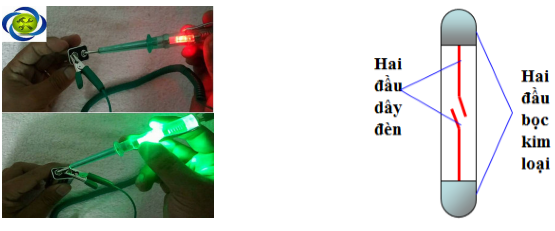 Hai
đầu
dây
đèn
Hai
đầu
bọc
kim
loại